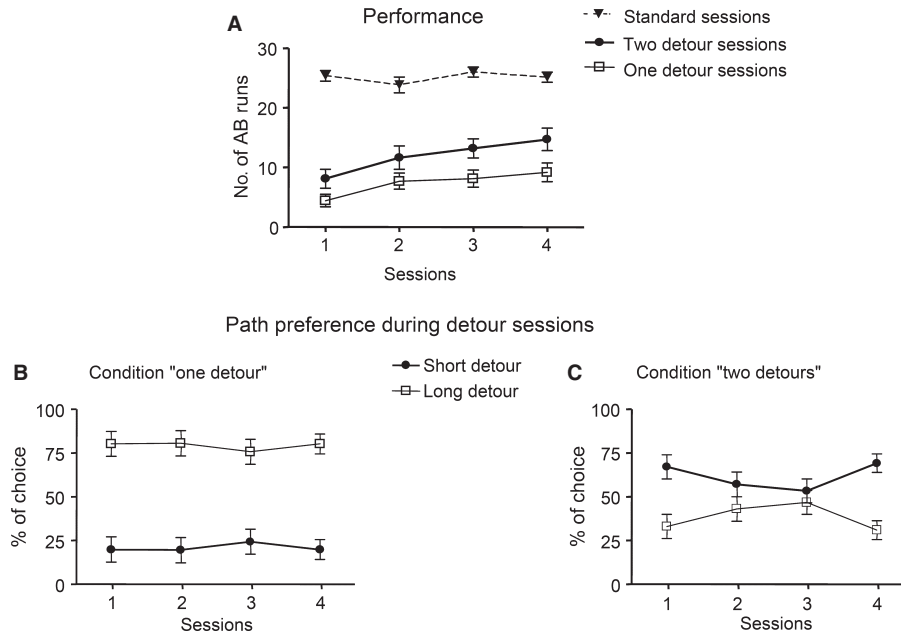 A
Performance
Standard sessions
Two detour sessions
One detour sessions
No. of AB runs
30
20
10
0
1 2 3 4
Sessions
Path preference during detour sessions
B
Condition "one detour"
Short detour
Long detour
% of choice
100
75
50
25
0
1 2 3 4
Sessions
C
Condition "two detours"
% of choice
100
75
50
25
0
1 2 3 4
Sessions